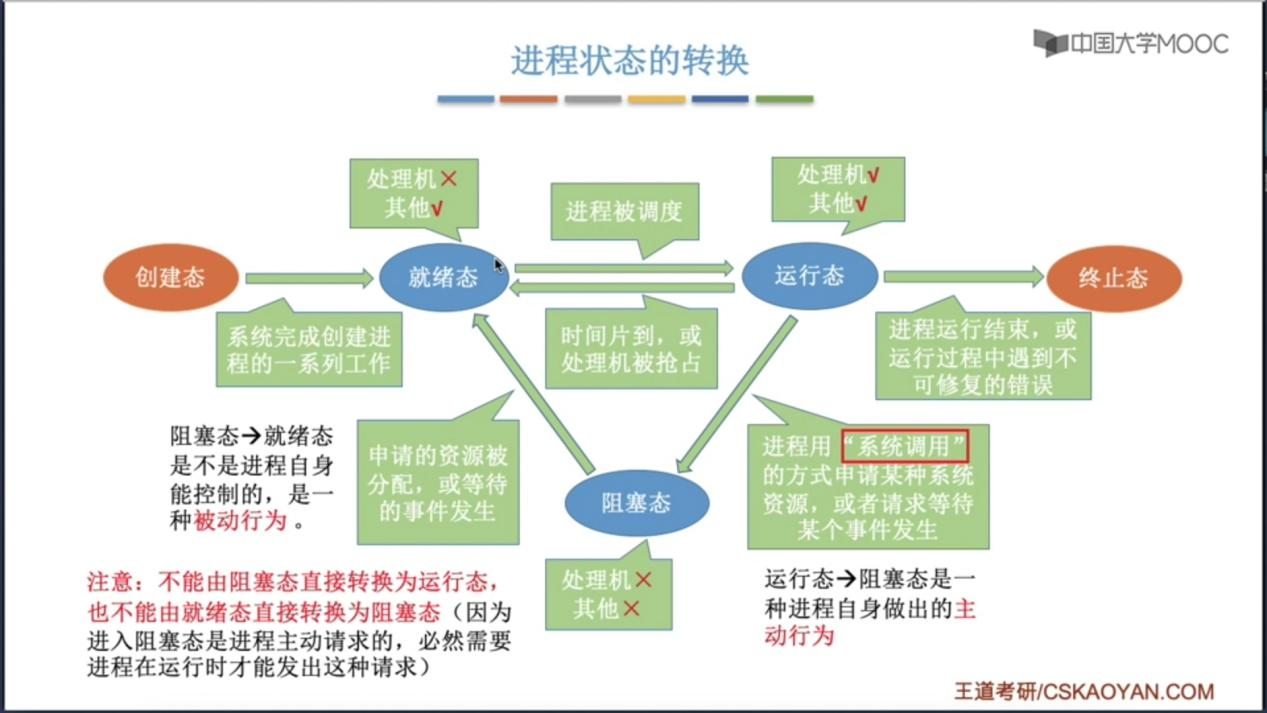 中国大学MOOC
进程状态的转换
处理机×
其他√
进程被调度
处理机√
其他√
创建态
就绪态
运行态
终止态
系统完成创建进
程的一系列工作
时间片到，或
处理机被抢占
进程运行结束，或
运行过程中遇到不
可修复的错误
阻塞态→就绪态
是不是进程自身
能控制的，是一
种被动行为 。
申请的资源被
分配，或等待
的事件发生
进程用“系统调用”
的方式申请某种系统
资源，或者请求等待
某个事件发生
阻塞态
处理机×
其他×
注意：不能由阻塞态直接转换为运行态，
也不能由就绪态直接转换为阻塞态（因为
进入阻塞态是进程主动请求的，必然需要
进程在运行时才能发出这种请求）
运行态→阻塞态是一
种进程自身做出的主
动行为
王道考研/CSKAOYAN.COM